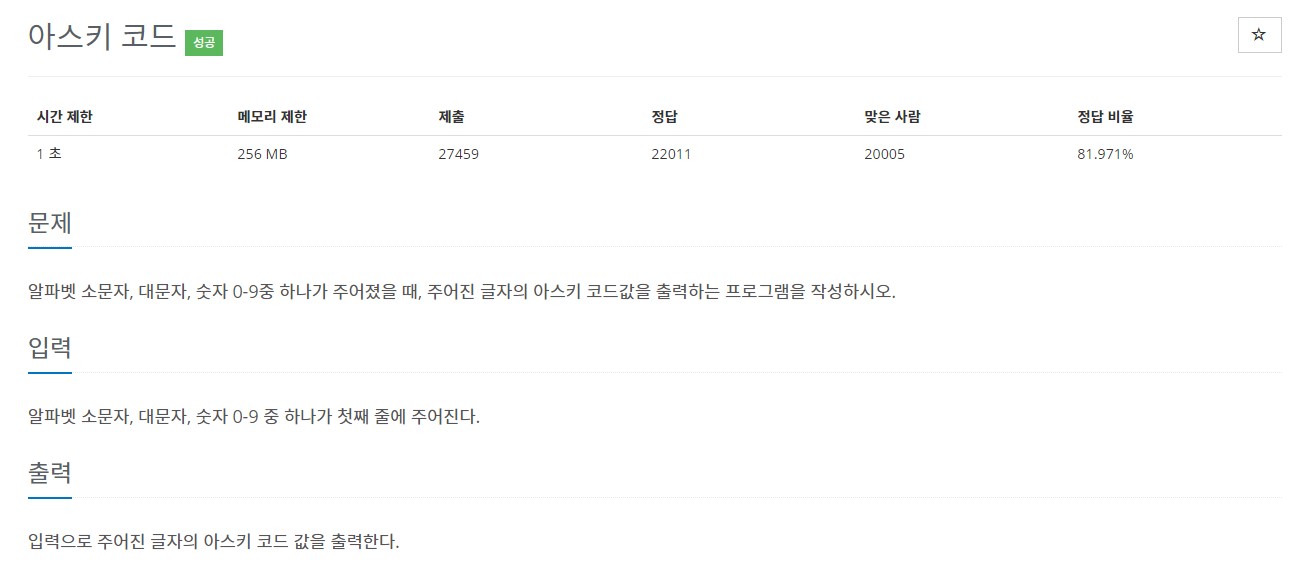 아스키 코드 성공
☆
시간 제한 메모리 제한 제출 정답 맞은 사람 정답 비율
1 초 256 MB 27459 22011 20005 81.971%
문제
알파벳 소문자, 대문자, 숫자 0-9중 하나가 주어졌을 때, 주어진 글자의 아스키 코드값을 출력하는 프로그램을 작성하시오.
입력
알파벳 소문자, 대문자, 숫자 0-9 중 하나가 첫째 줄에 주어진다.
출력
입력으로 주어진 글자의 아스키 코드 값을 출력한다.